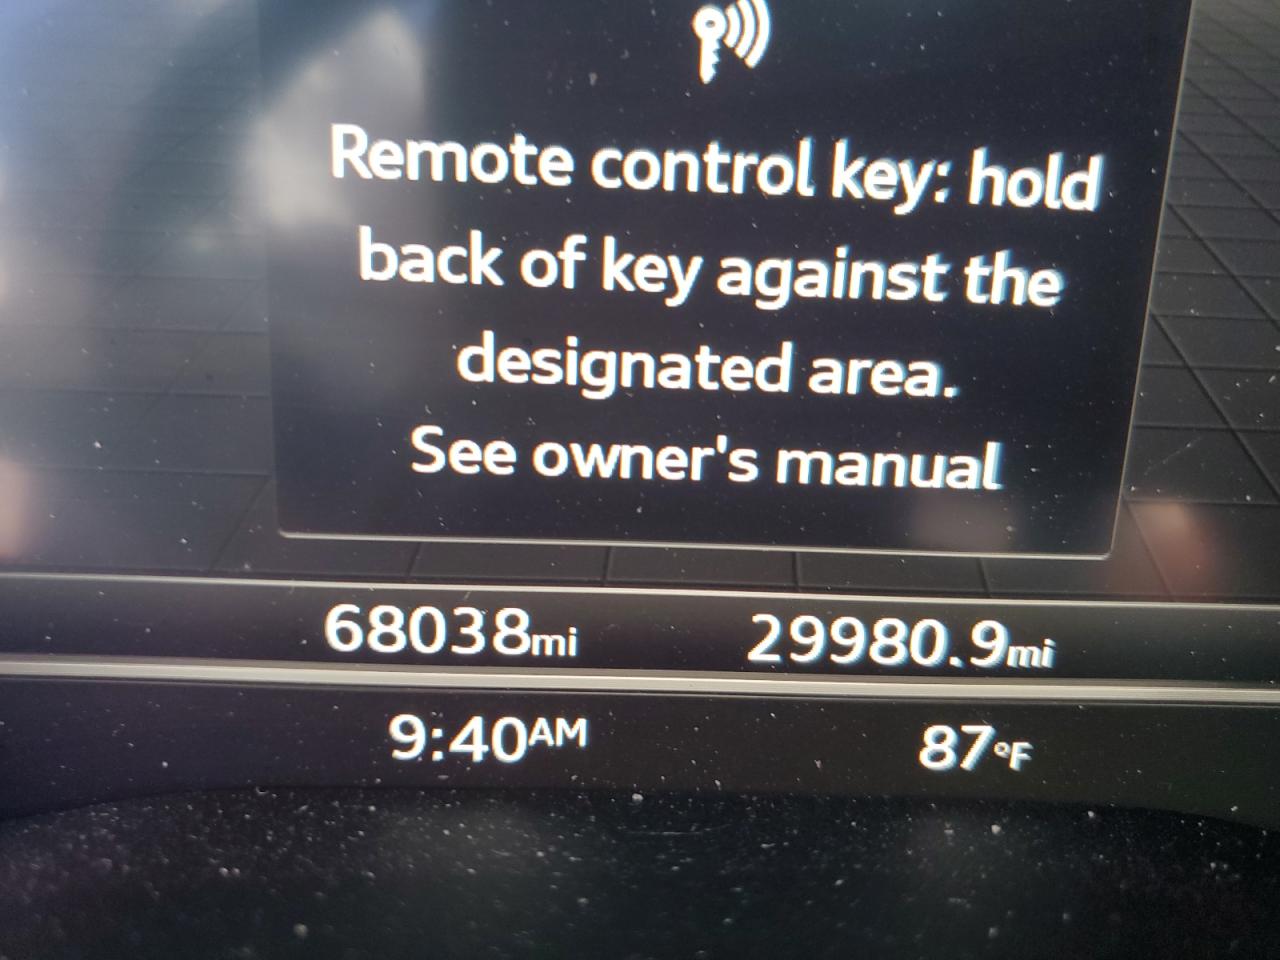 Remote control key: hold
back of key against the
designated area.
See owner's manual
68038mi 29980.9mi
9:40AM 87°F